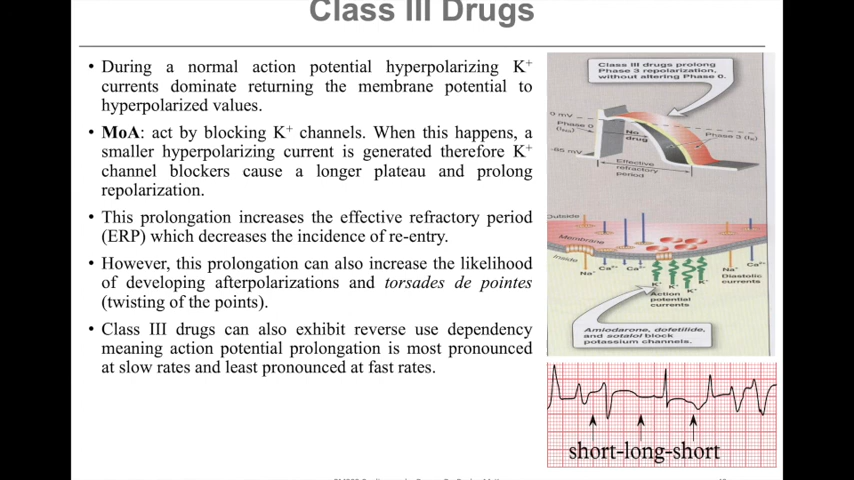 Class III Drugs
• During a normal action potential hyperpolarizing K⁺
currents dominate returning the membrane potential to
hyperpolarized values.
• MoA: act by blocking K⁺ channels. When this happens, a
smaller hyperpolarizing current is generated therefore K⁺
channel blockers cause a longer plateau and prolong
repolarization.
• This prolongation increases the effective refractory period
(ERP) which decreases the incidence of re-entry.
• However, this prolongation can also increase the likelihood
of developing afterpolarizations and torsades de pointes
(twisting of the points).
• Class III drugs can also exhibit reverse use dependency
meaning action potential prolongation is most pronounced
at slow rates and least pronounced at fast rates.
Class III drugs prolong
Phase 3 repolarization,
without altering Phase 0.
0 mV
Phase 0
No
drug
Phase 3
-85 mV
Effective
refractory
period
Outside
Membrane
Inside
Na⁺
Ca²⁺
Ca²⁺
K⁺
K⁺
K⁺
K⁺
Na⁺
Ca²⁺
Diastolic
currents
Action
potential
currents
Amiodarone, dofetilide,
and sotalol block
potassium channels.
short-long-short